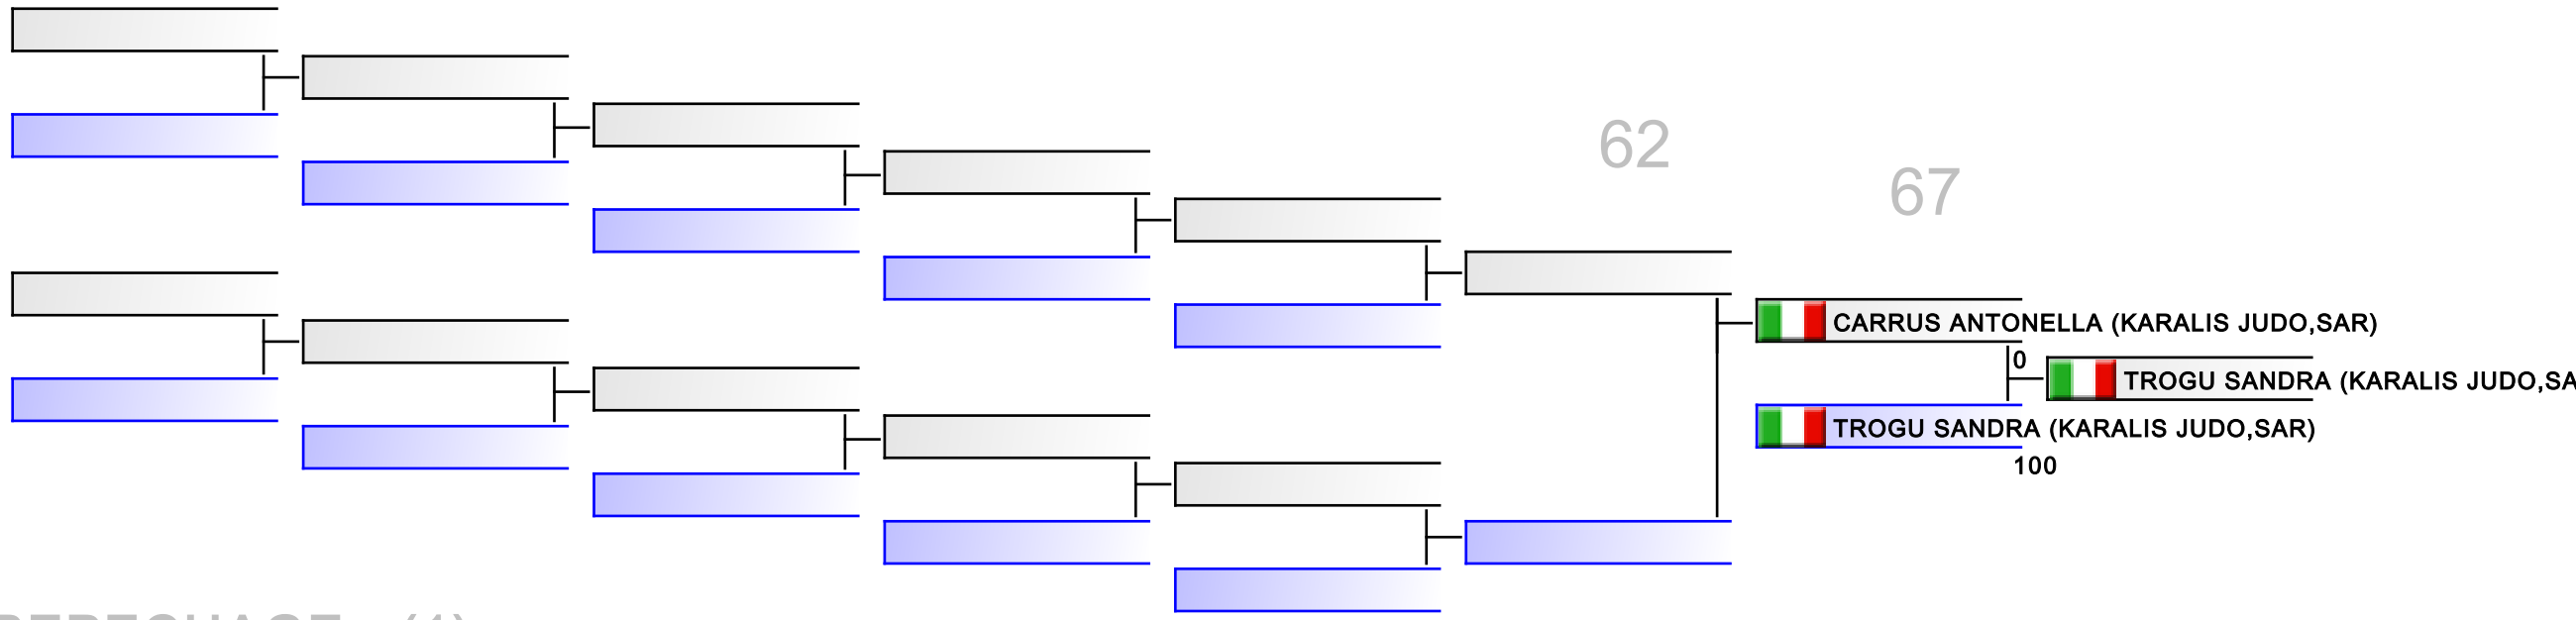 62
67
CARRUS ANTONELLA (KARALIS JUDO,SAR)
0
TROGU SANDRA (KARALIS JUDO,SA
TROGU SANDRA (KARALIS JUDO,SAR)
100